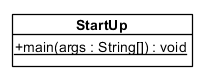 StartUp
+main(args : String[]) : void